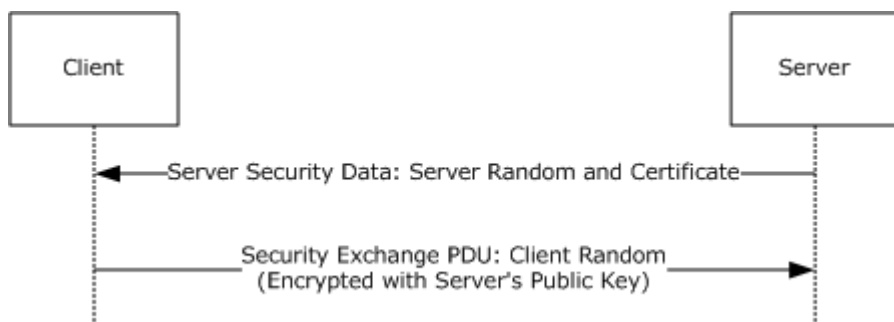 Client
Server
Server Security Data: Server Random and Certificate
Security Exchange PDU: Client Random
(Encrypted with Server's Public Key)